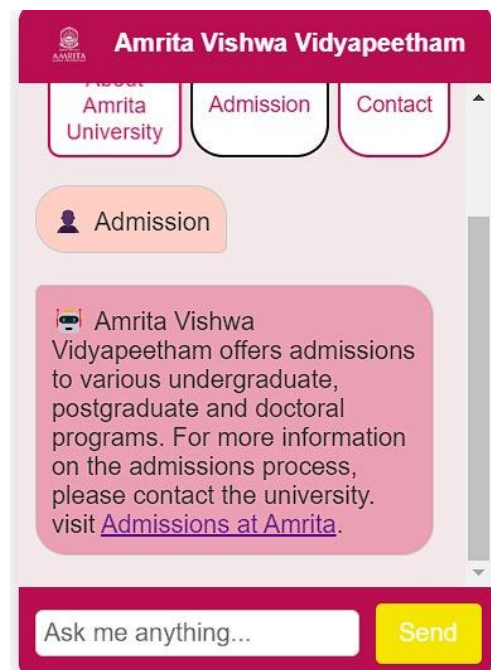 AMRITA
Amrita Vishwa Vidyapeetham
About
Amrita
University
Admission
Contact
Admission
Amrita Vishwa
Vidyapeetham offers admissions
to various undergraduate,
postgraduate and doctoral
programs. For more information
on the admissions process,
please contact the university.
visit Admissions at Amrita.
Ask me anything...
Send